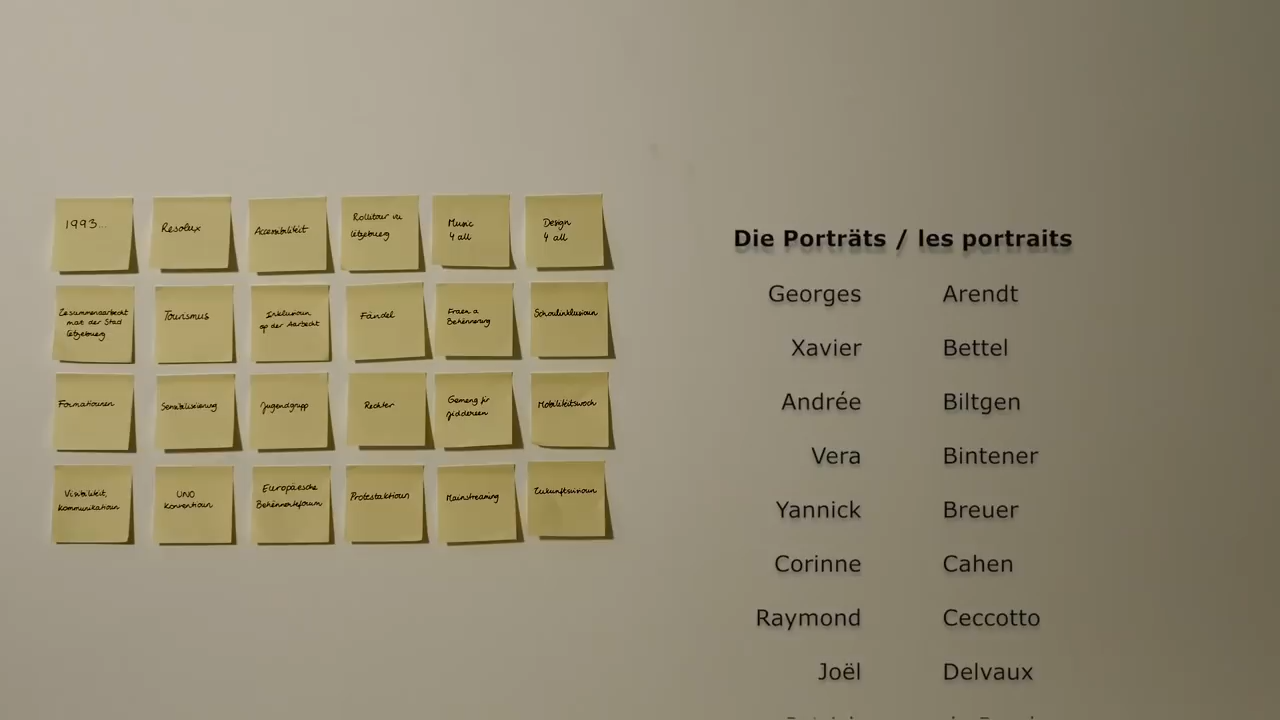 1993...
Resolux
Accessibilitéit
Rollitour vu
Lëtzebuerg
Music
4 all
Design
4 all
Zesummenaarbecht
mat der Stad
Lëtzebuerg
Tourismus
Inklusioun
op der Aarbecht
Fändel
Fraen a
Behënnerung
Schoulinklusioun
Formatiounen
Sensibiliséierung
Jugendgrupp
Rechter
Gemeng fir
jiddereen
Mobilitéitswoch
Visibilitéit,
Kommunikatioun
UNO
Konventioun
Europäesche
Behënnerteforum
Protestaktioun
Mainstreaming
Zukunftsvisioun
Die Porträts / les portraits
Georges Arendt
Xavier Bettel
Andrée Biltgen
Vera Bintener
Yannick Breuer
Corinne Cahen
Raymond Ceccotto
Joël Delvaux